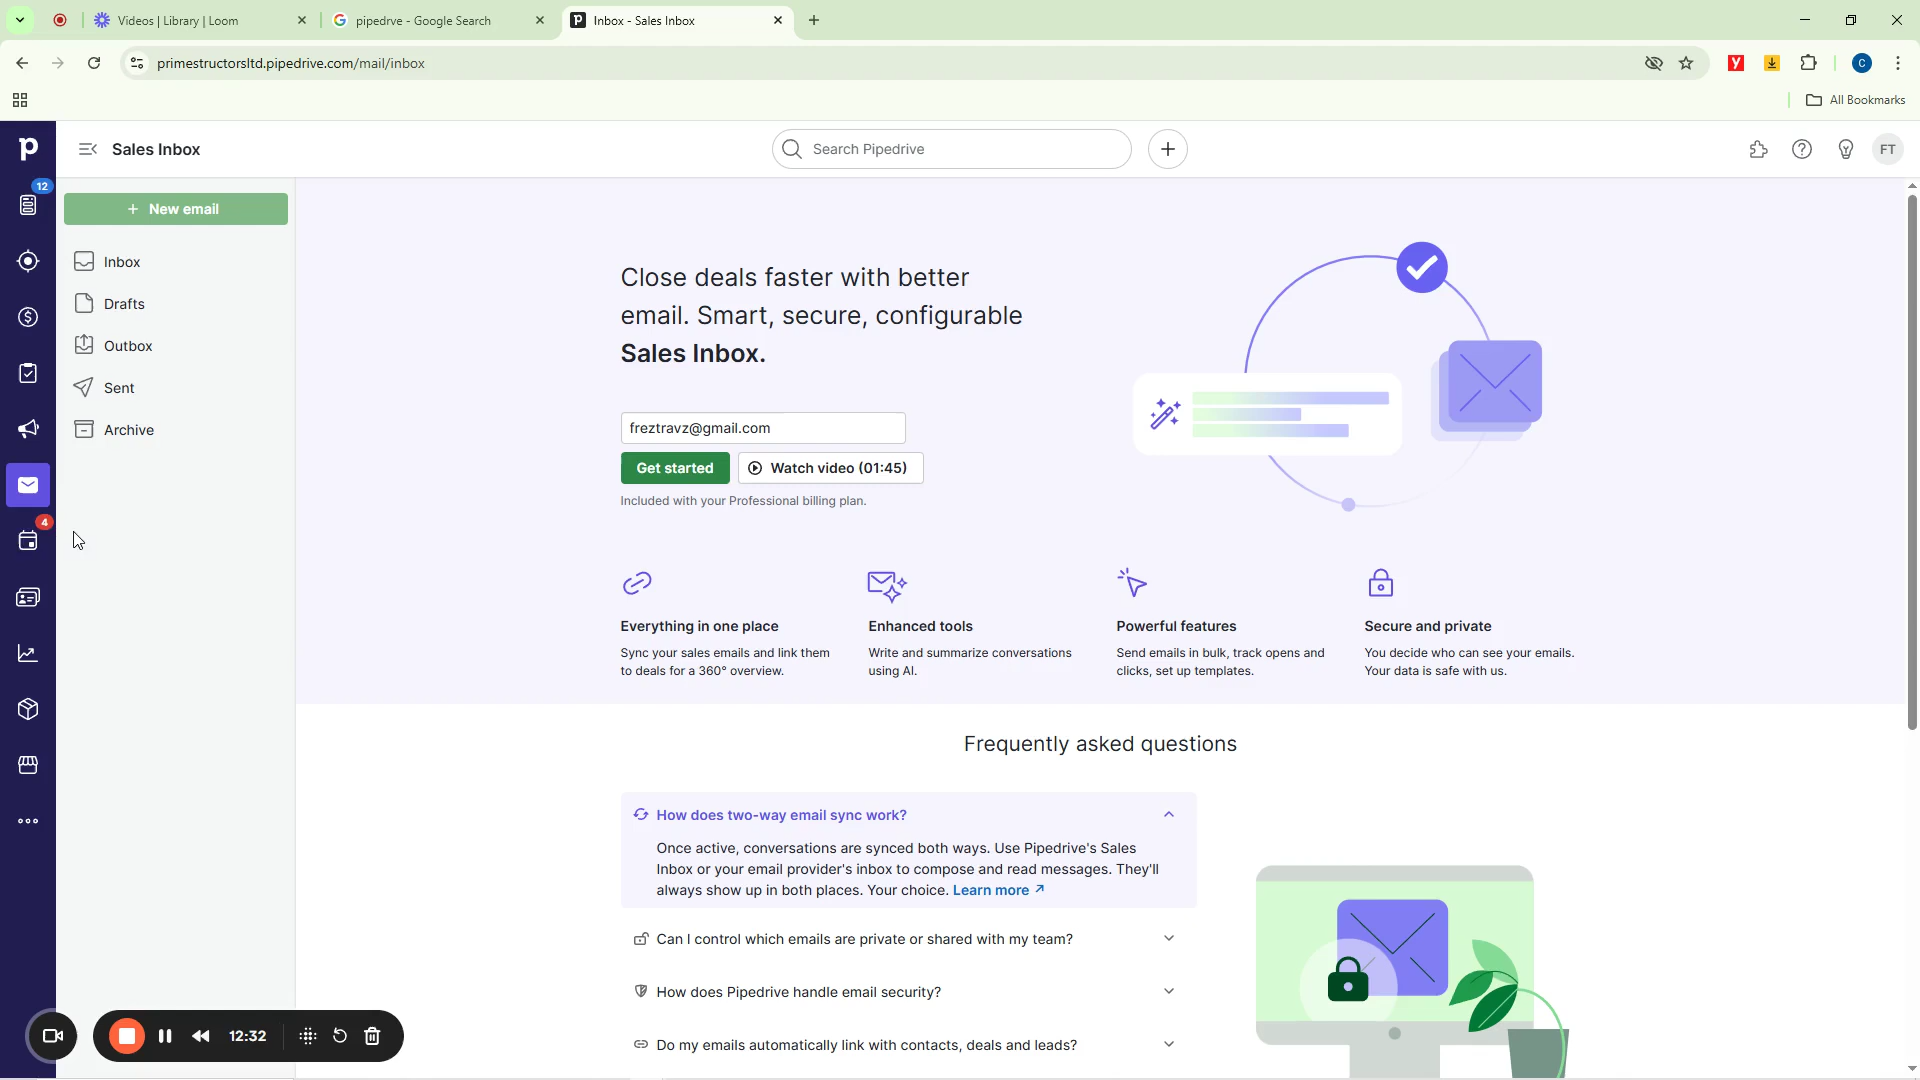 Videos | Library | Loom
pipedrve - Google Search
Inbox - Sales Inbox
primestructorsltd.pipedrive.com/mail/inbox
y
C
All Bookmarks
p
Sales Inbox
Search Pipedrive
FT
12
+ New email
Inbox
Drafts
Outbox
Sent
Archive
4
Close deals faster with better
email. Smart, secure, configurable
Sales Inbox.
freztravz@gmail.com
Get started
Watch video (01:45)
Included with your Professional billing plan.
Everything in one place
Sync your sales emails and link them
to deals for a 360° overview.
Enhanced tools
Write and summarize conversations
using AI.
Powerful features
Send emails in bulk, track opens and
clicks, set up templates.
Secure and private
You decide who can see your emails.
Your data is safe with us.
Frequently asked questions
How does two-way email sync work?
Once active, conversations are synced both ways. Use Pipedrive's Sales
Inbox or your email provider's inbox to compose and read messages. They'll
always show up in both places. Your choice. Learn more ↗
Can I control which emails are private or shared with my team?
How does Pipedrive handle email security?
Do my emails automatically link with contacts, deals and leads?
12:32